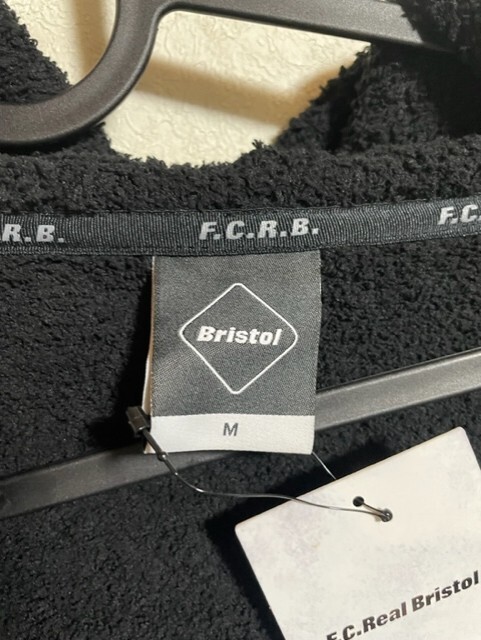 R.B.
F.C.R.B.
F.C.
Bristol
M
F.C.Real Bristol